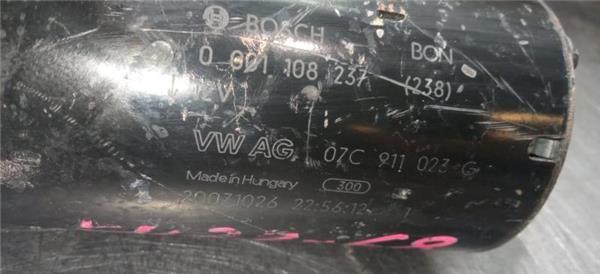 BOSCH BON
0 001 108 237 (238)
V
VW AG 07C 911 023 G
Made in Hungary 300
20071026 22:56:12 1